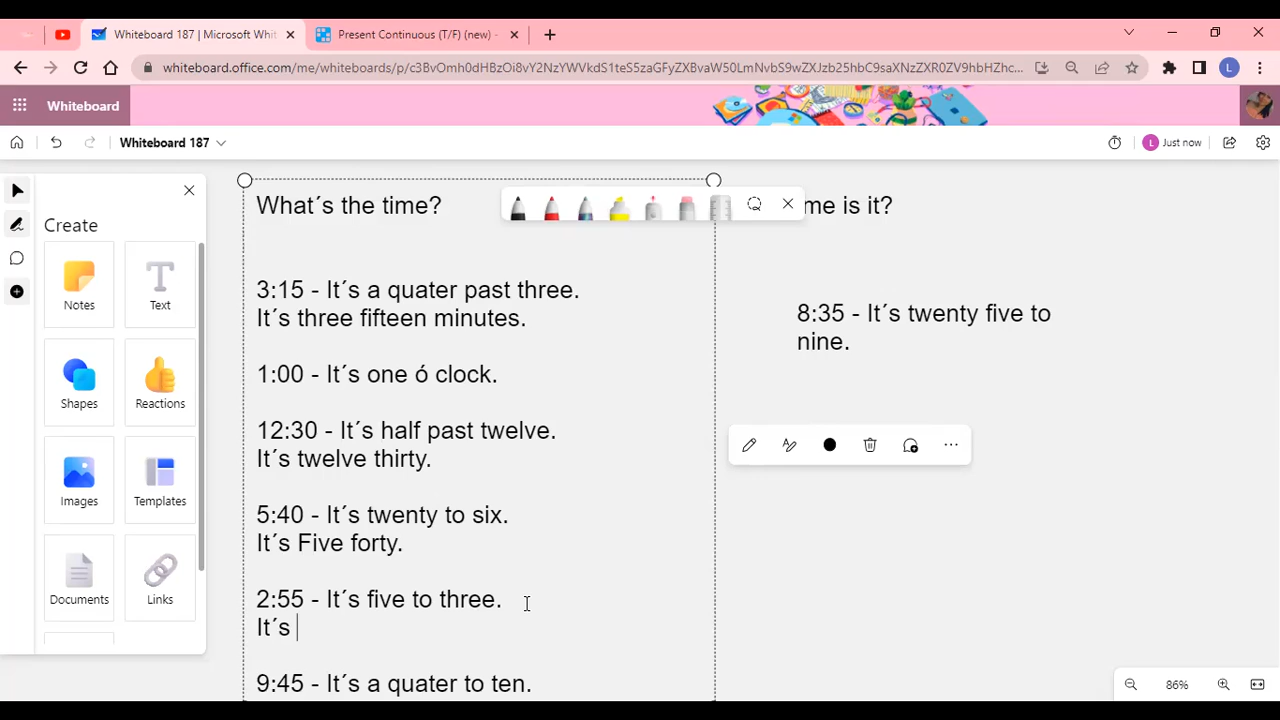 Whiteboard 187 | Microsoft Whit
Present Continuous (T/F) (new) -
whiteboard.office.com/me/whiteboards/p/c3BvOmh0dHBzOi8vY2NzYWVkdS1teS5zaGFyZXBvaW50LmNvbS9wZXJzb25hbC9saXNzZXR0ZV9hbHZhc...
L
Whiteboard
Whiteboard 187
L Just now
Create
Notes
Text
Shapes
Reactions
Images
Templates
Documents
Links
What´s the time?
me is it?
3:15 - It´s a quater past three.
It´s three fifteen minutes.
1:00 - It´s one ó clock.
12:30 - It´s half past twelve.
It´s twelve thirty.
5:40 - It´s twenty to six.
It´s Five forty.
2:55 - It´s five to three.
It´s
9:45 - It´s a quater to ten.
8:35 - It´s twenty five to
nine.
86%